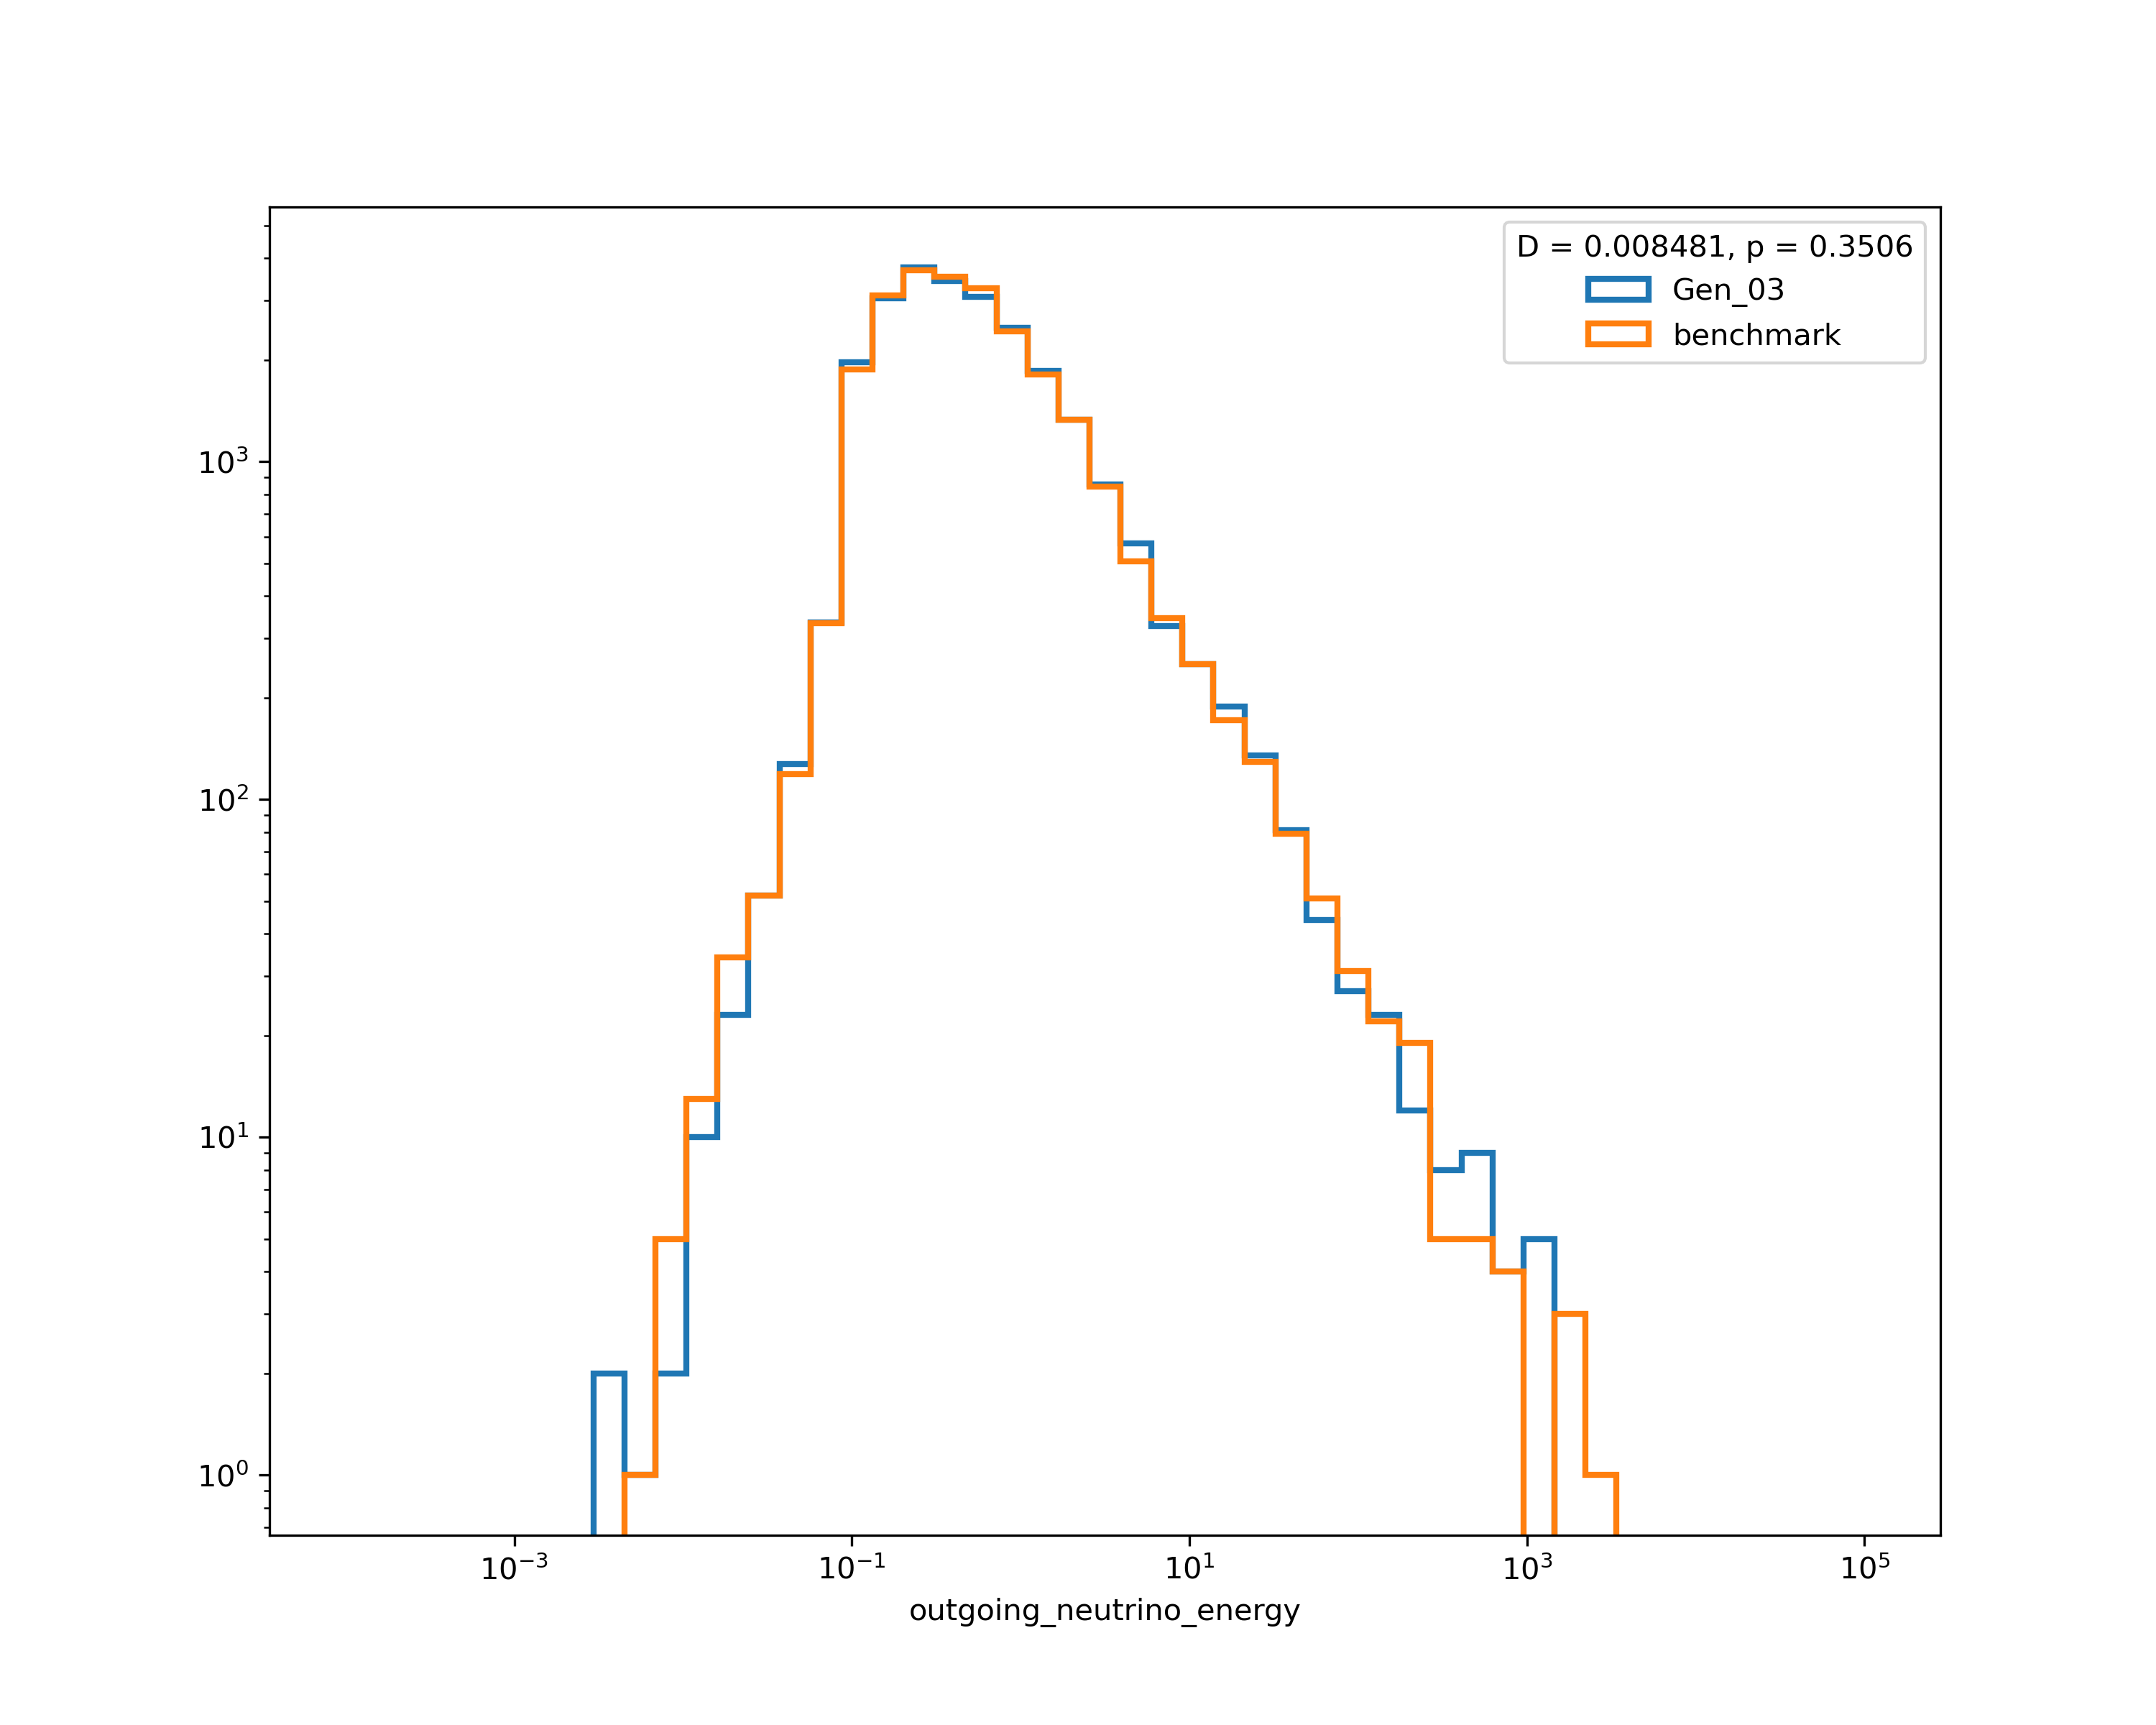 D = 0.008481, p = 0.3506
Gen_03
benchmark
10³
10²
10¹
10⁰
10⁻³ 10⁻¹ 10¹ 10³ 10⁵
outgoing_neutrino_energy